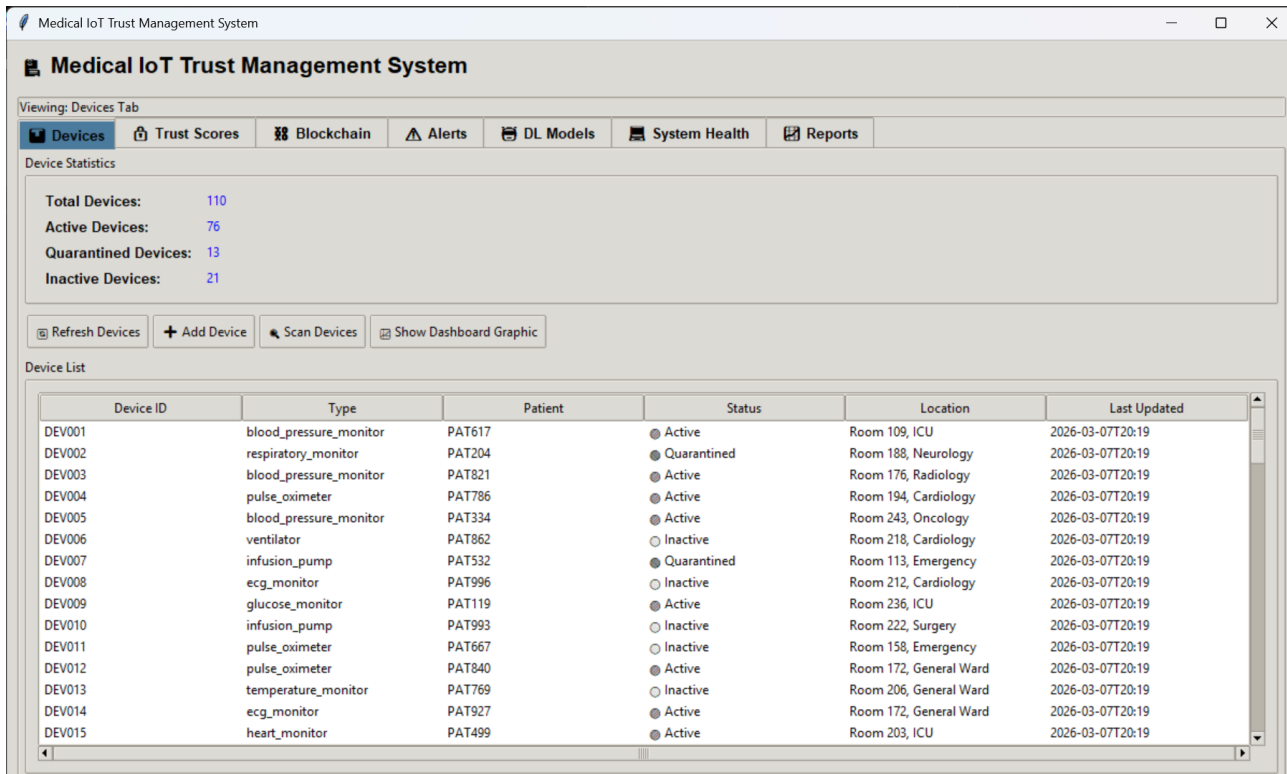 Medical IoT Trust Management System
Medical IoT Trust Management System
Viewing: Devices Tab
Devices Trust Scores Blockchain Alerts DL Models System Health Reports
Device Statistics
Total Devices: 110
Active Devices: 76
Quarantined Devices: 13
Inactive Devices: 21
Refresh Devices Add Device Scan Devices Show Dashboard Graphic
Device List
Device ID Type Patient Status Location Last Updated
DEV001 blood_pressure_monitor PAT617 Active Room 109, ICU 2026-03-07T20:19
DEV002 respiratory_monitor PAT204 Quarantined Room 188, Neurology 2026-03-07T20:19
DEV003 blood_pressure_monitor PAT821 Active Room 176, Radiology 2026-03-07T20:19
DEV004 pulse_oximeter PAT786 Active Room 194, Cardiology 2026-03-07T20:19
DEV005 blood_pressure_monitor PAT334 Active Room 243, Oncology 2026-03-07T20:19
DEV006 ventilator PAT862 Inactive Room 218, Cardiology 2026-03-07T20:19
DEV007 infusion_pump PAT532 Quarantined Room 113, Emergency 2026-03-07T20:19
DEV008 ecg_monitor PAT996 Inactive Room 212, Cardiology 2026-03-07T20:19
DEV009 glucose_monitor PAT119 Active Room 236, ICU 2026-03-07T20:19
DEV010 infusion_pump PAT993 Inactive Room 222, Surgery 2026-03-07T20:19
DEV011 pulse_oximeter PAT667 Inactive Room 158, Emergency 2026-03-07T20:19
DEV012 pulse_oximeter PAT840 Active Room 172, General Ward 2026-03-07T20:19
DEV013 temperature_monitor PAT769 Inactive Room 206, General Ward 2026-03-07T20:19
DEV014 ecg_monitor PAT927 Active Room 172, General Ward 2026-03-07T20:19
DEV015 heart_monitor PAT499 Active Room 203, ICU 2026-03-07T20:19